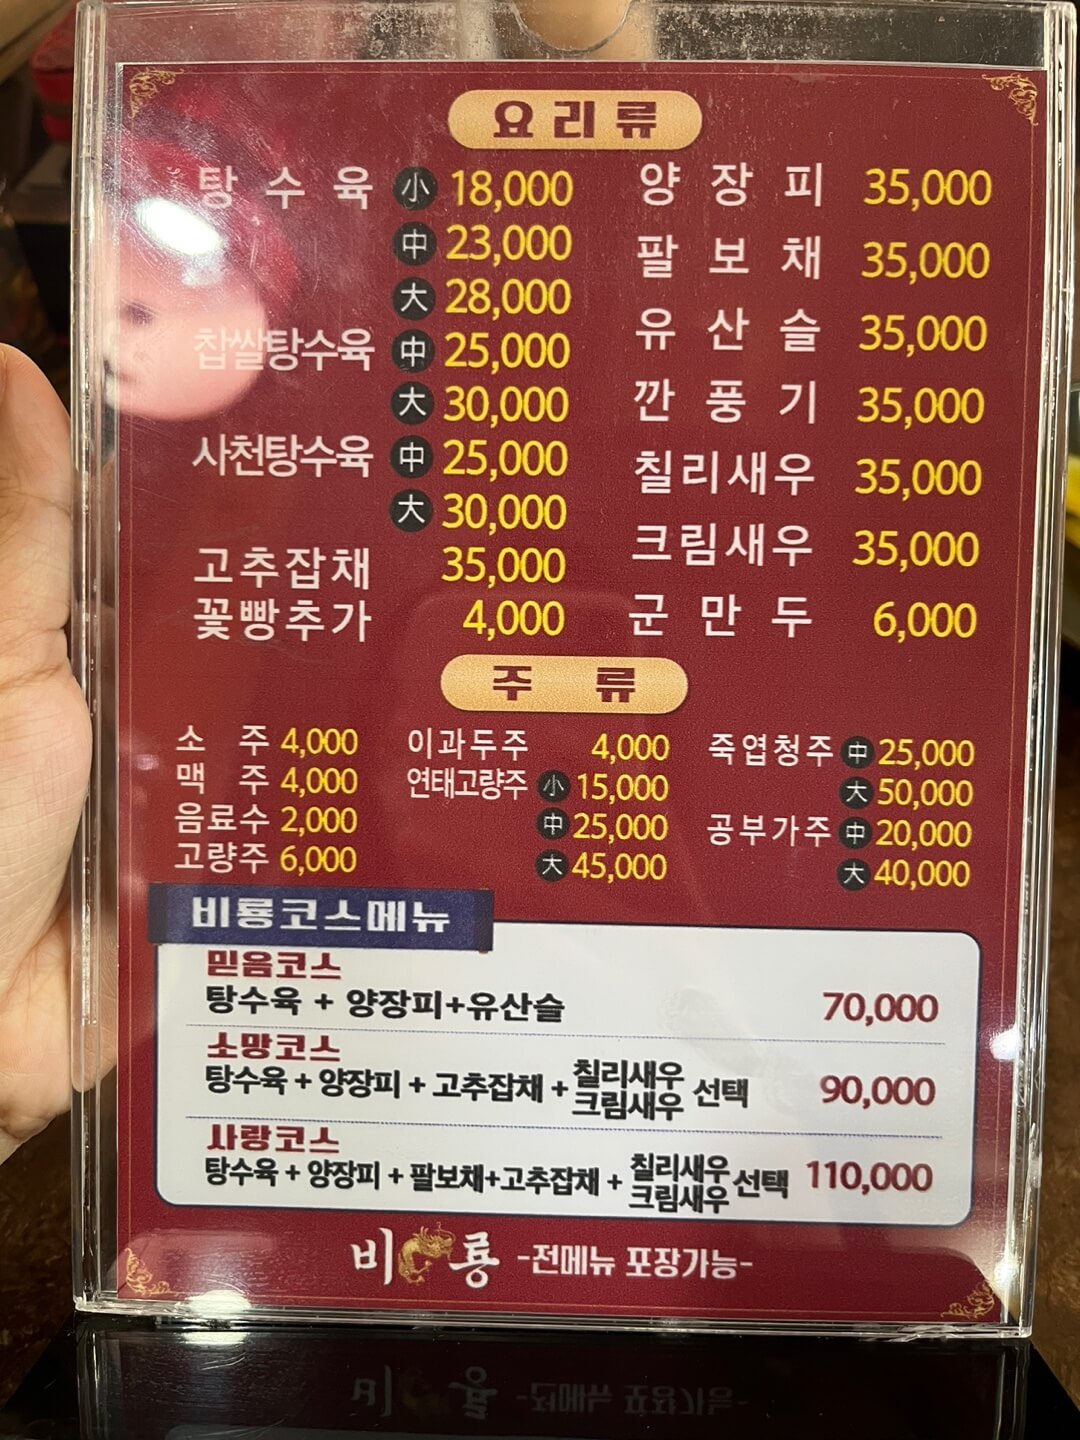 요리류
탕수육 小 18,000
中 23,000
大 28,000
찹쌀탕수육 中 25,000
大 30,000
사천탕수육 中 25,000
大 30,000
고추잡채 35,000
꽃빵추가 4,000
양장피 35,000
팔보채 35,000
유산슬 35,000
깐풍기 35,000
칠리새우 35,000
크림새우 35,000
군만두 6,000
주류
소주 4,000
맥주 4,000
음료수 2,000
고량주 6,000
이과두주 4,000
연태고량주 小 15,000
中 25,000
大 45,000
죽엽청주 中 25,000
大 50,000
공부가주 中 20,000
大 40,000
비룡코스메뉴
믿음코스
탕수육 + 양장피+유산슬 70,000
소망코스
탕수육 + 양장피 + 고추잡채 + 칠리새우 크림새우 선택 90,000
사랑코스
탕수육 + 양장피 + 팔보채+고추잡채 + 칠리새우 크림새우 선택 110,000
비룡 -전메뉴 포장가능-